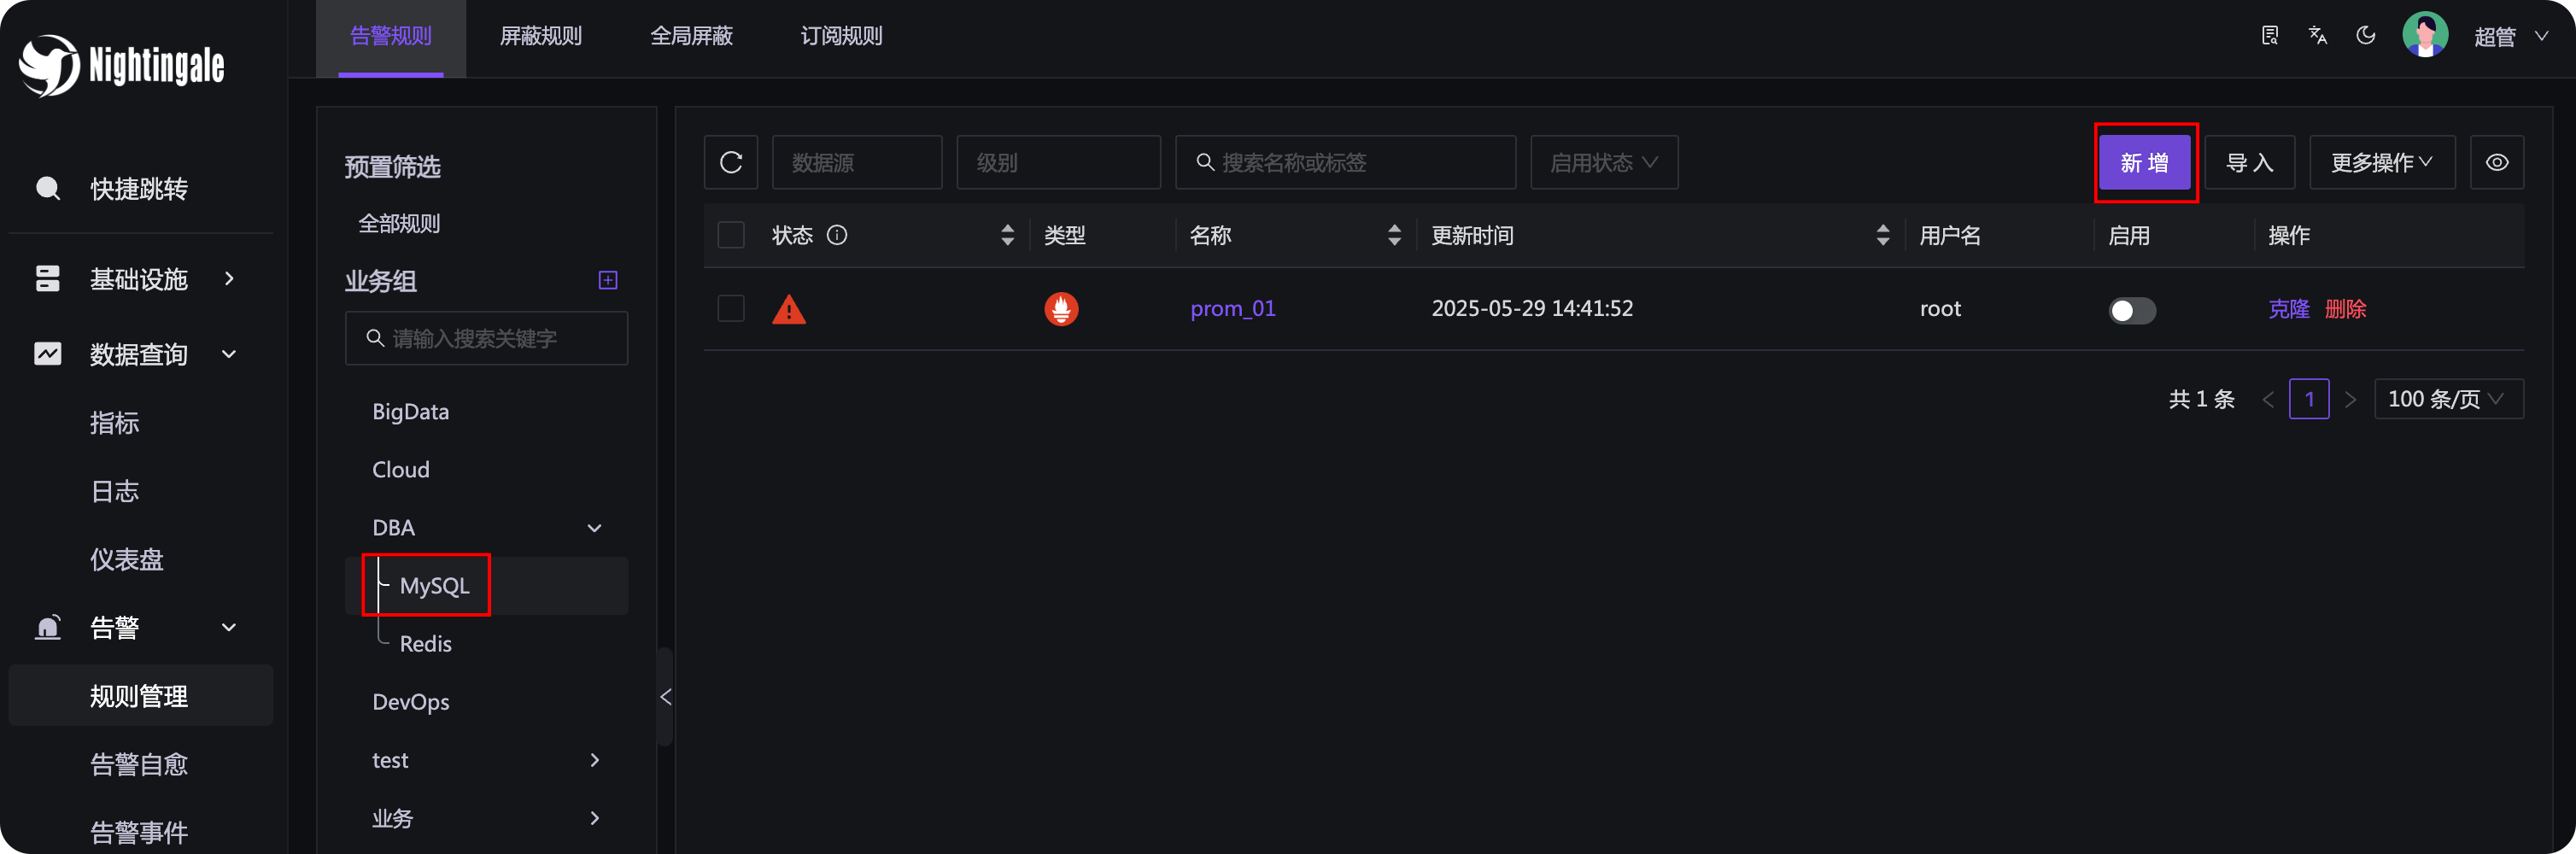 Nightingale
快捷跳转
基础设施
数据查询
指标
日志
仪表盘
告警
规则管理
告警自愈
告警事件
告警规则 屏蔽规则 全局屏蔽 订阅规则
超管
预置筛选
全部规则
业务组
请输入搜索关键字
BigData
Cloud
DBA
MySQL
Redis
DevOps
test
业务
数据源 级别 搜索名称或标签 启用状态 新增 导入 更多操作
状态 类型 名称 更新时间 用户名 启用 操作
prom_01 2025-05-29 14:41:52 root 克隆 删除
共 1 条 1 100 条/页